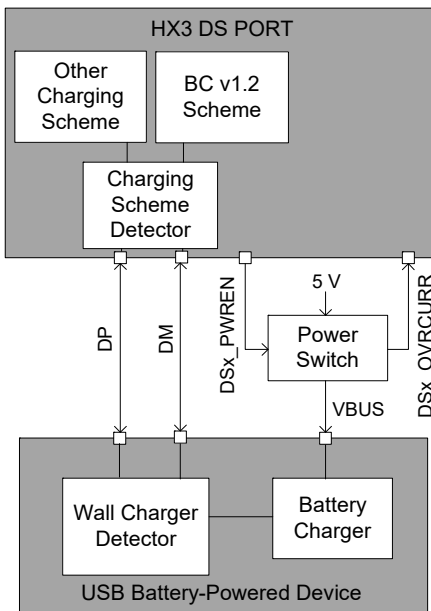 HX3 DS PORT
Other
Charging
Scheme
BC v1.2
Scheme
Charging
Scheme
Detector
DP
DM
DSx_PWREN
5 V
Power
Switch
DSx_OVRCURR
VBUS
Wall Charger
Detector
Battery
Charger
USB Battery-Powered Device